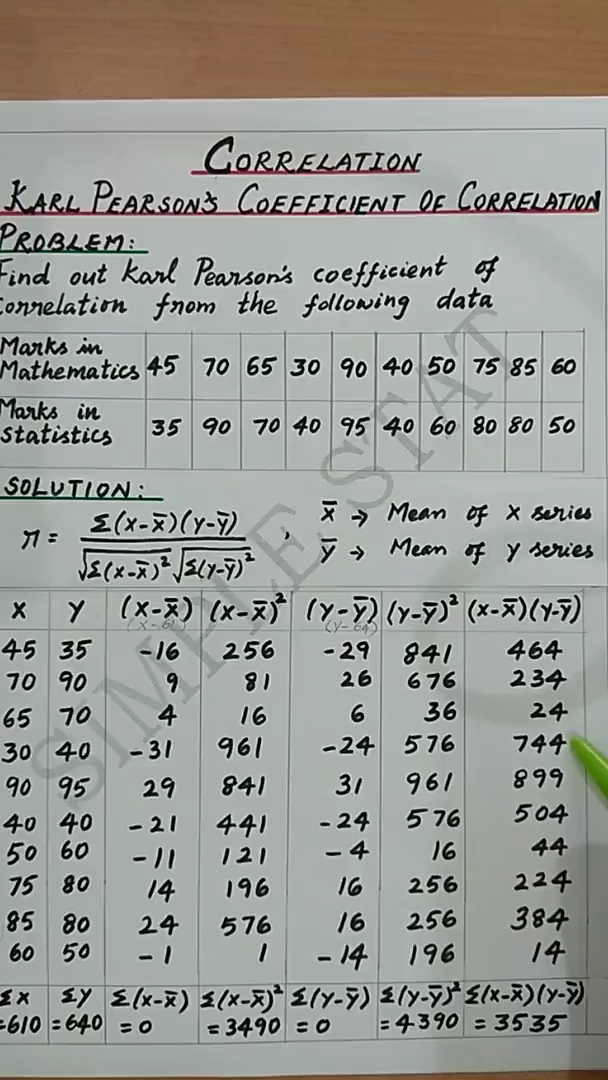 CORRELATION
KARL PEARSON'S COEFFICIENT OF CORRELATION
PROBLEM:
Find out Karl Pearson's coefficient of
correlation from the following data
Marks in Mathematics 45 70 65 30 90 40 50 75 85 60
Marks in Statistics 35 90 70 40 95 40 60 80 80 50
SOLUTION:
r = Σ(x-x̄)(y-ȳ) / √Σ(x-x̄)² √Σ(y-ȳ)² , x̄ → Mean of x series
ȳ → Mean of y series
X Y (x-x̄) (x-x̄)² (y-ȳ) (y-ȳ)² (x-x̄)(y-ȳ)
(x-61) (y-64)
45 35 -16 256 -29 841 464
70 90 9 81 26 676 234
65 70 4 16 6 36 24
30 40 -31 961 -24 576 744
90 95 29 841 31 961 899
40 40 -21 441 -24 576 504
50 60 -11 121 -4 16 44
75 80 14 196 16 256 224
85 80 24 576 16 256 384
60 50 -1 1 -14 196 14
Σx Σy Σ(x-x̄) Σ(x-x̄)² Σ(y-ȳ) Σ(y-ȳ)² Σ(x-x̄)(y-ȳ)
=610 =640 =0 =3490 =0 =4390 =3535
SIMPLE STAT